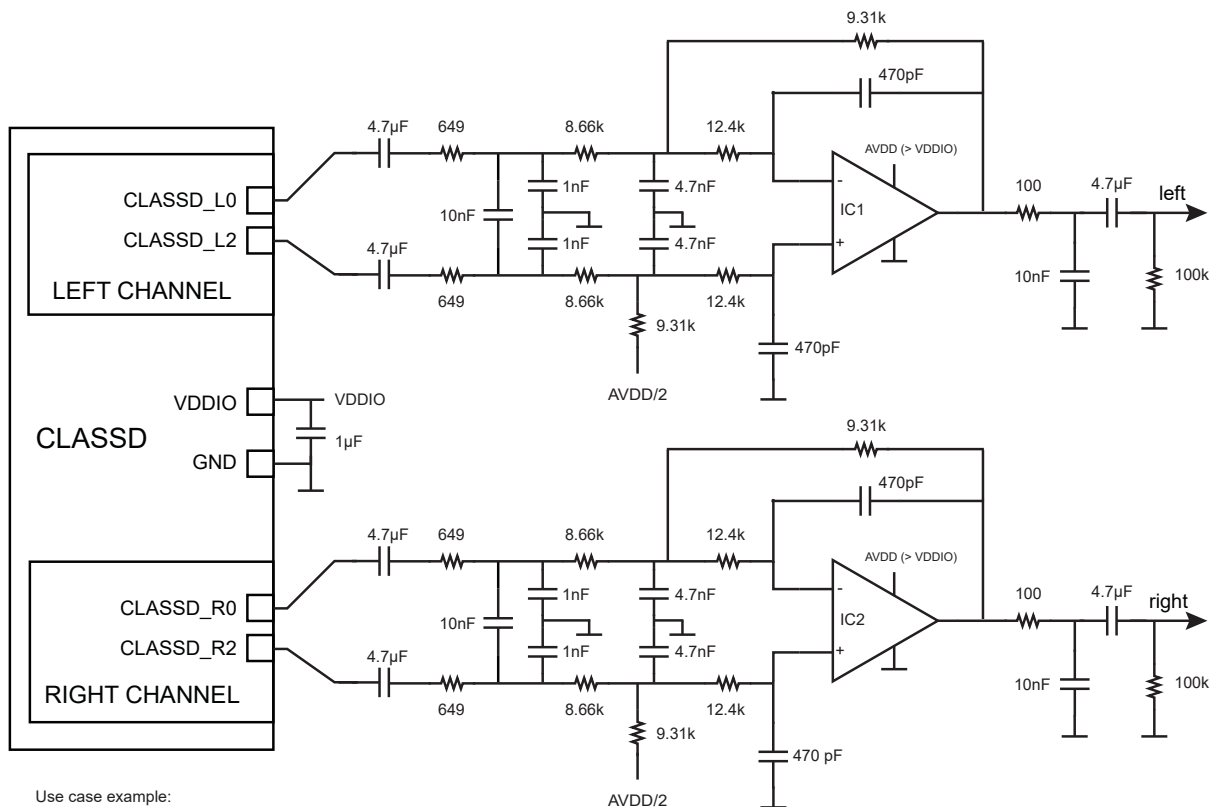 9.31k
470pF
4.7µF
649
8.66k
12.4k
AVDD (> VDDIO)
CLASSD_L0
1nF
4.7nF
-
IC1
100
4.7µF
left
10nF
CLASSD_L2
4.7µF
1nF
4.7nF
+
LEFT CHANNEL
649
8.66k
12.4k
10nF
100k
9.31k
470pF
AVDD/2
VDDIO
VDDIO
CLASSD
1µF
GND
9.31k
470pF
4.7µF
649
8.66k
12.4k
AVDD (> VDDIO)
CLASSD_R0
1nF
4.7nF
-
IC2
100
4.7µF
right
10nF
CLASSD_R2
4.7µF
1nF
4.7nF
+
RIGHT CHANNEL
649
8.66k
12.4k
10nF
100k
9.31k
470 pF
Use case example:
AVDD/2